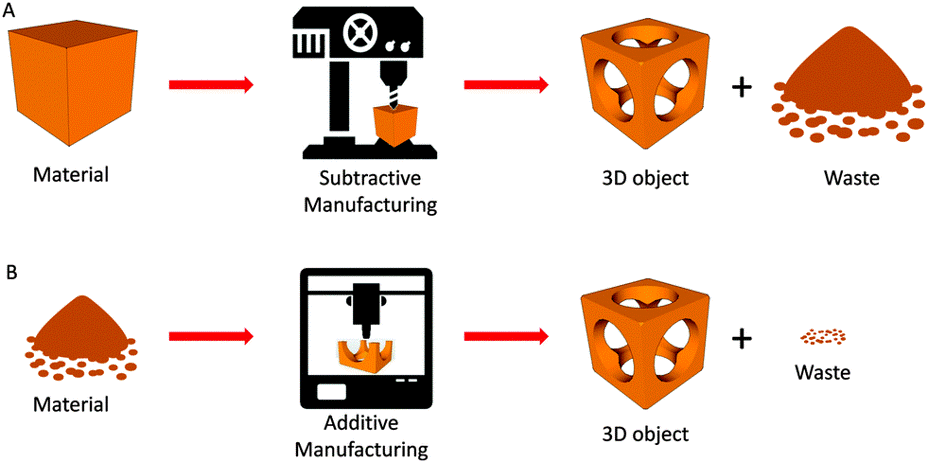 A
Material
Subtractive
Manufacturing
3D object
+
Waste
B
Material
Additive
Manufacturing
3D object
+
Waste